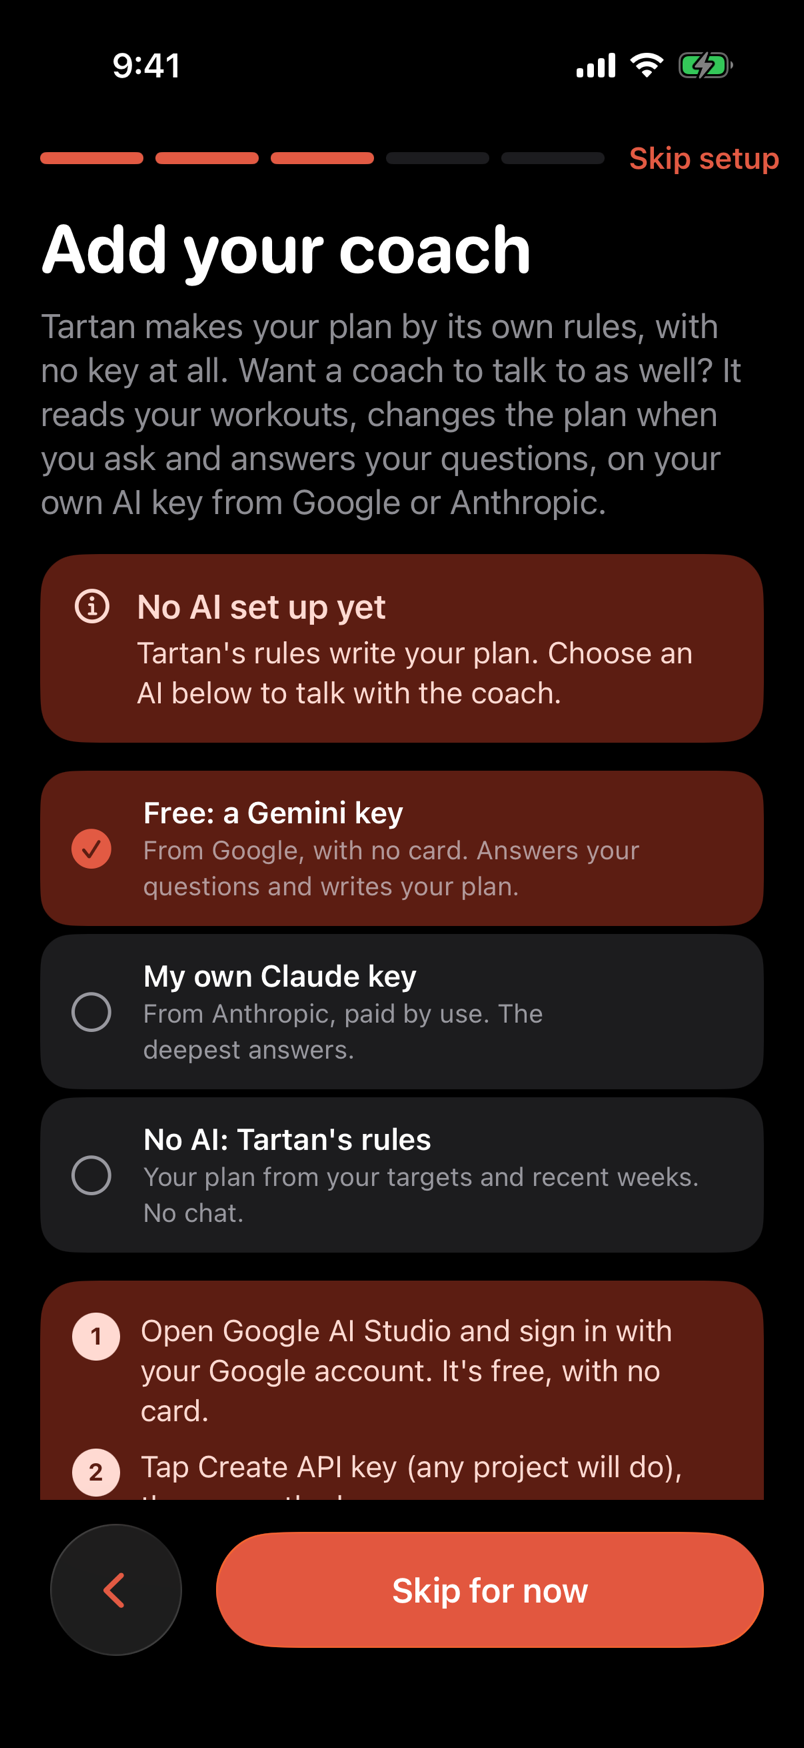 9:41
Skip setup
Add your coach
Tartan makes your plan by its own rules, with
no key at all. Want a coach to talk to as well? It
reads your workouts, changes the plan when
you ask and answers your questions, on your
own AI key from Google or Anthropic.
No AI set up yet
Tartan's rules write your plan. Choose an
AI below to talk with the coach.
Free: a Gemini key
From Google, with no card. Answers your
questions and writes your plan.
My own Claude key
From Anthropic, paid by use. The
deepest answers.
No AI: Tartan's rules
Your plan from your targets and recent weeks.
No chat.
1 Open Google AI Studio and sign in with
your Google account. It's free, with no
card.
2 Tap Create API key (any project will do),
Skip for now